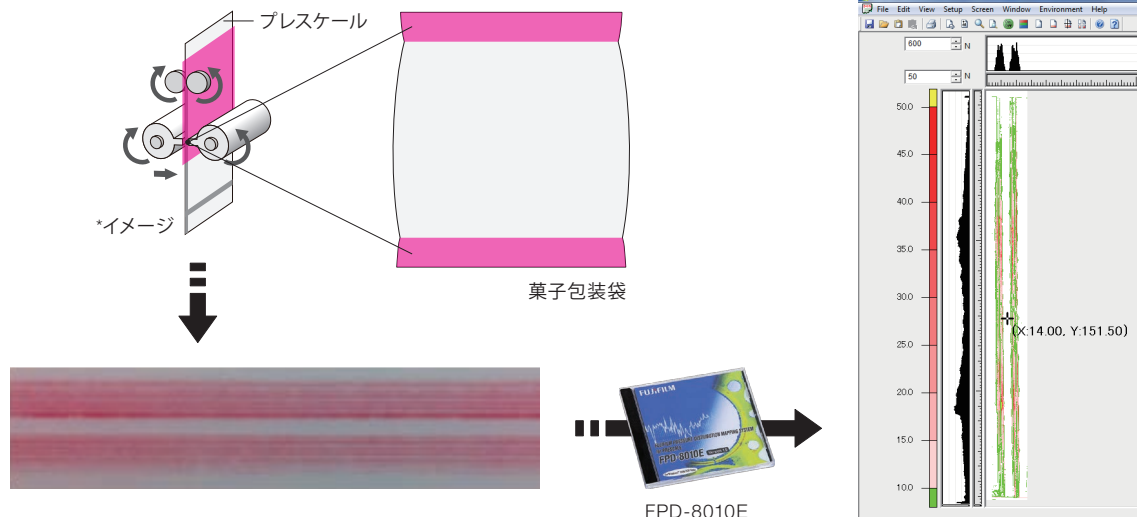 プレスケール
*イメージ
菓子包装袋
FUJIFILM
FPD-8010E
FPD-8010E
File Edit View Setup Screen Window Environment Help
600 N
50 N
50.0
45.0
40.0
35.0
30.0
25.0
20.0
15.0
10.0
(X:14.00, Y:151.50)